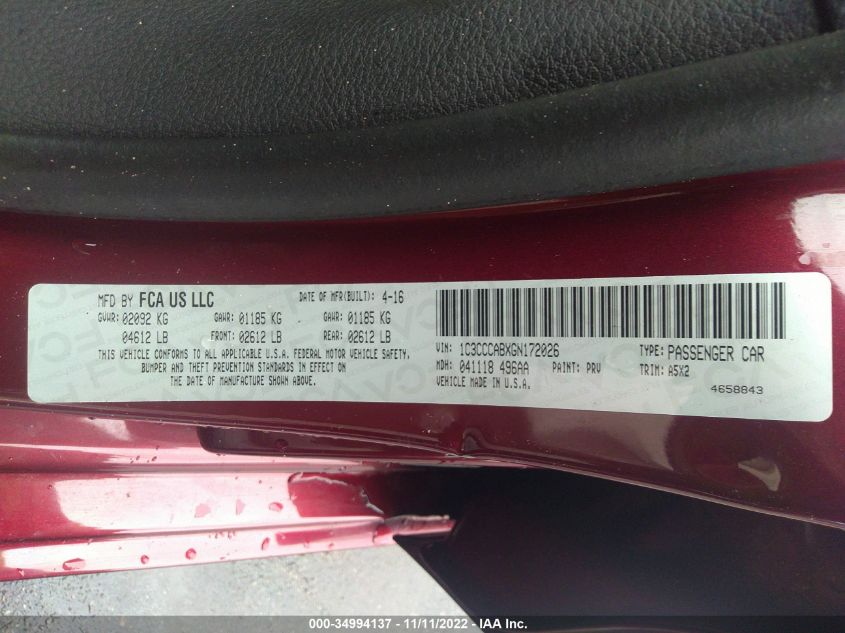 MFD BY FCA US LLC DATE OF MFR(BUILT): 4-16
GVWR: 02092 KG GAWR: 01185 KG GAWR: 01185 KG
04612 LB FRONT: 02612 LB REAR: 02612 LB
THIS VEHICLE CONFORMS TO ALL APPLICABLE U.S.A. FEDERAL MOTOR VEHICLE SAFETY,
BUMPER AND THEFT PREVENTION STANDARDS IN EFFECT ON
THE DATE OF MANUFACTURE SHOWN ABOVE.
VIN: 1C3CCCABXGN172026 TYPE: PASSENGER CAR
MDH: 041118 496AA PAINT: PRV TRIM: A5X2
VEHICLE MADE IN U.S.A.
4658843
000-34994137 - 11/11/2022 - IAA Inc.